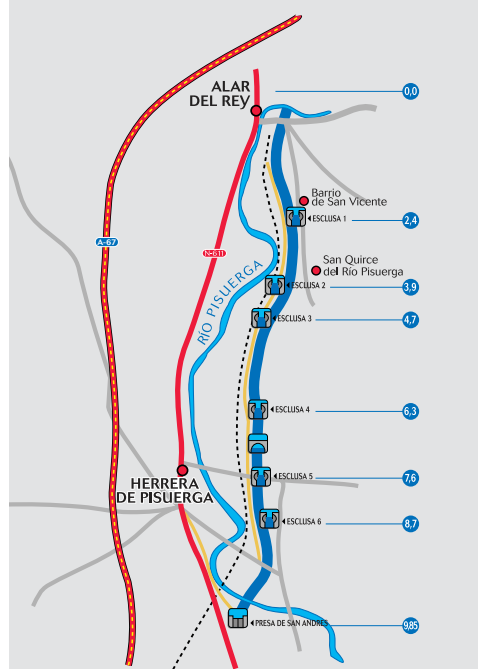 ALAR
DEL REY
0,0
Barrio
de San Vicente
ESCLUSA 1
2,4
A-67
N-611
RÍO PISUERGA
San Quirce
del Río Pisuerga
ESCLUSA 2
3,9
ESCLUSA 3
4,7
ESCLUSA 4
6,3
ESCLUSA 5
7,6
HERRERA
DE PISUERGA
ESCLUSA 6
8,7
PRESA DE SAN ANDRÉS
9,85